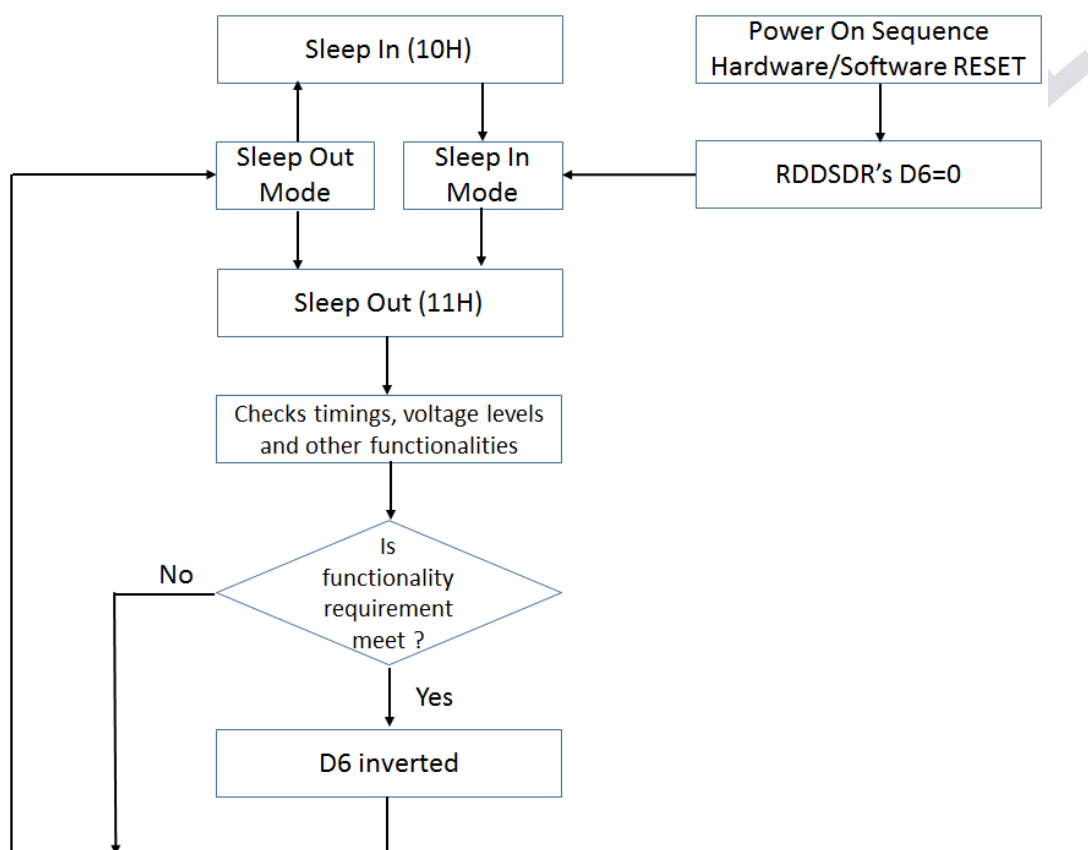 Sleep In (10H)
Power On Sequence
Hardware/Software RESET
Sleep Out
Mode
Sleep In
Mode
RDDSDR’s D6=0
Sleep Out (11H)
Checks timings, voltage levels
and other functionalities
Is
functionality
requirement
meet ?
No
Yes
D6 inverted